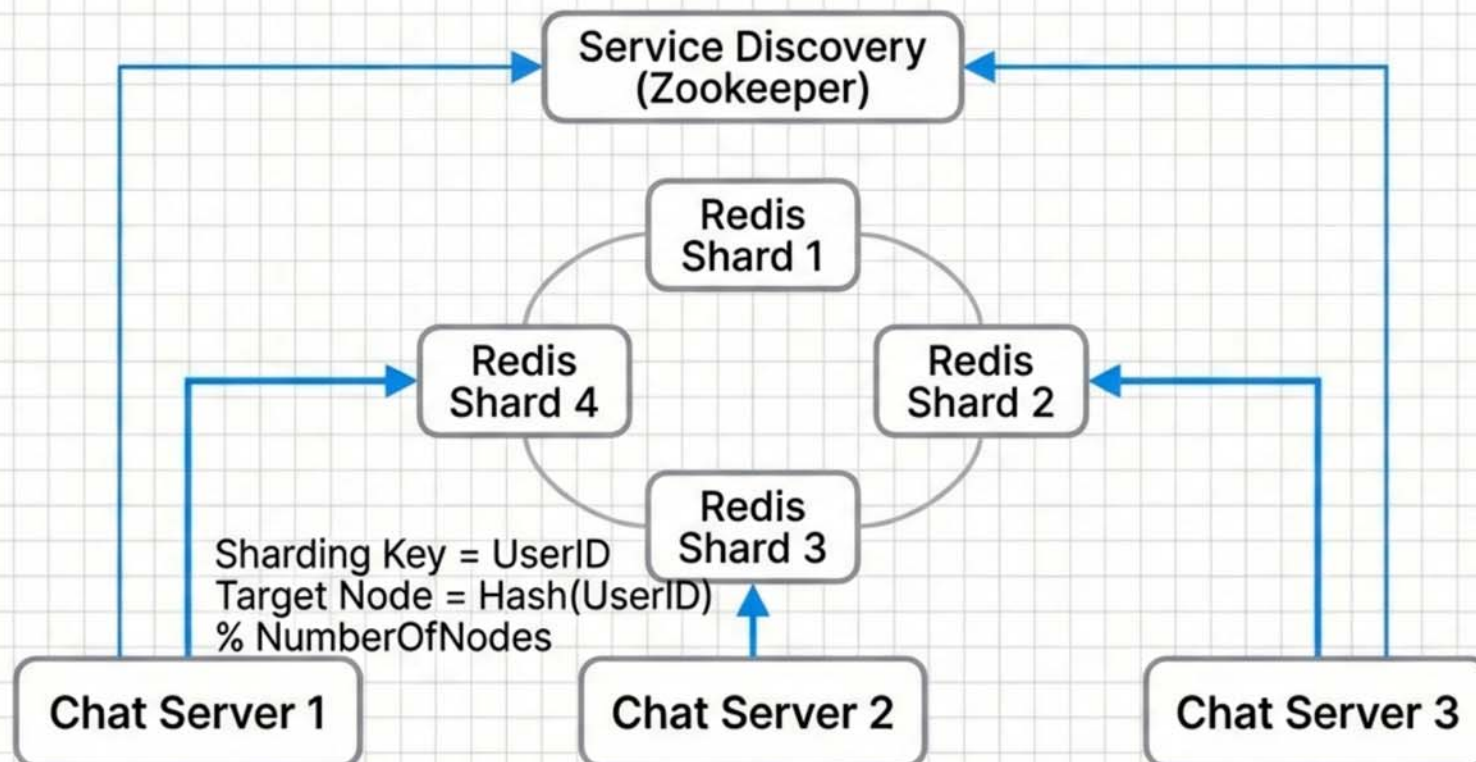 Service Discovery
(Zookeeper)
Redis
Shard 1
Redis
Shard 4
Redis
Shard 2
Redis
Shard 3
Sharding Key = UserID
Target Node = Hash(UserID)
% NumberOfNodes
Chat Server 1
Chat Server 2
Chat Server 3